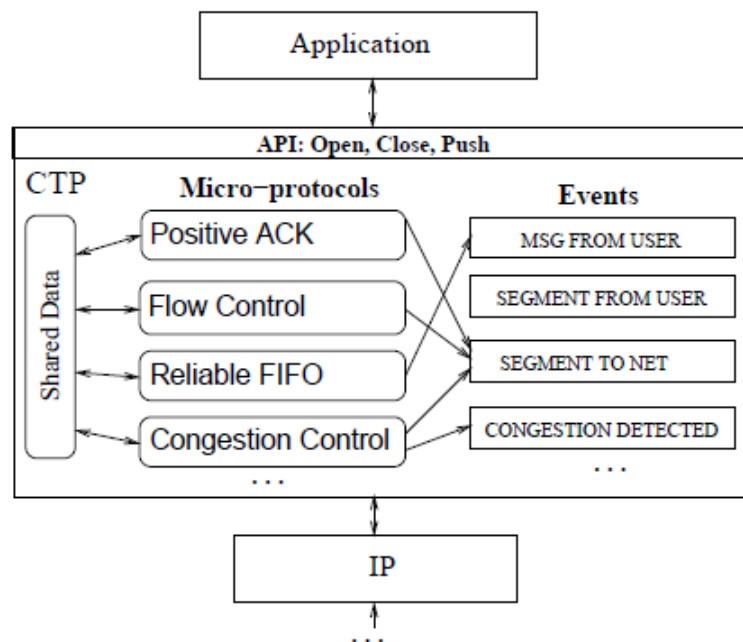 Application
API: Open, Close, Push
CTP
Micro−protocols
Events
Shared Data
Positive ACK
MSG FROM USER
Flow Control
SEGMENT FROM USER
Reliable FIFO
SEGMENT TO NET
Congestion Control
CONGESTION DETECTED
. . .
. . .
IP
. . .